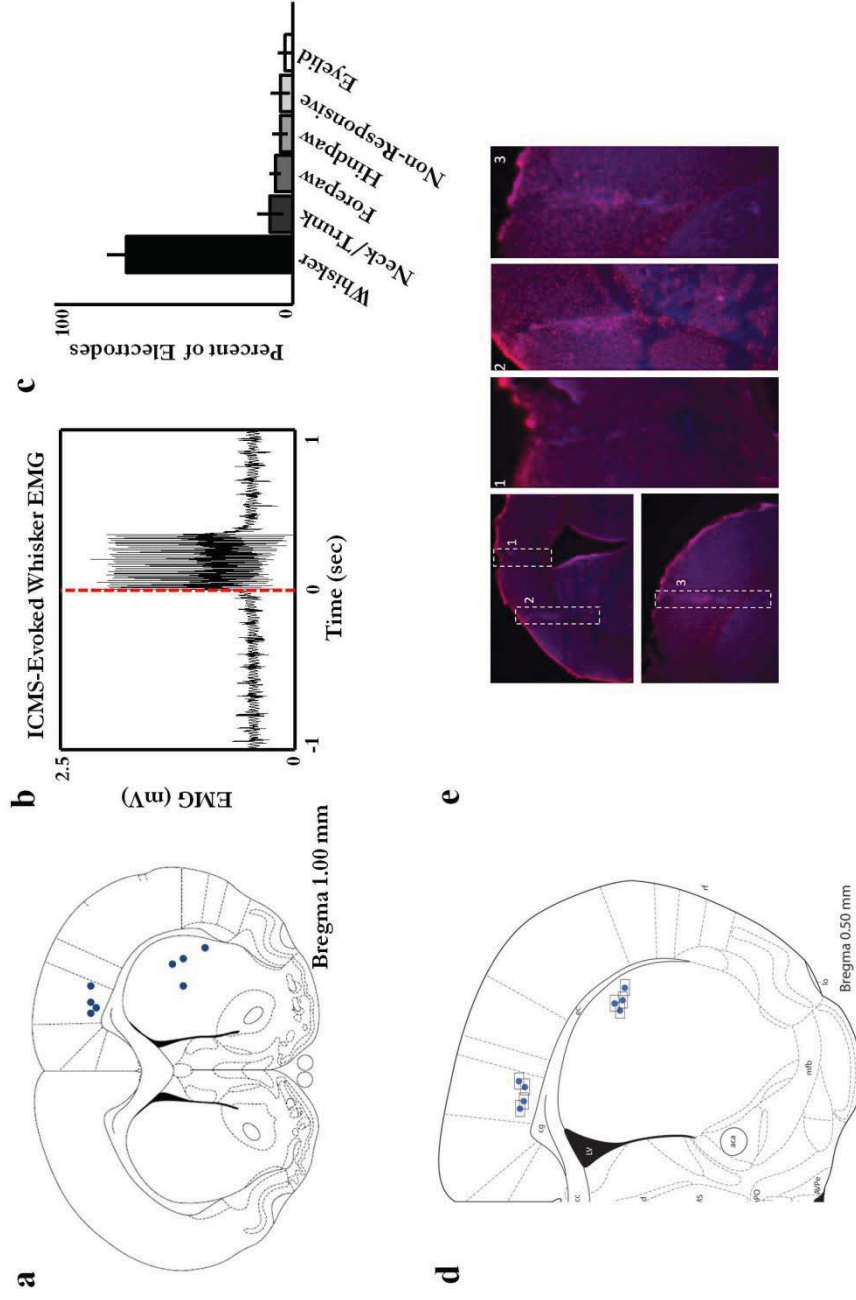 a
Bregma 1.00 mm
b
ICMS-Evoked Whisker EMG
EMG (mV)
2.5
0
-1
0
1
Time (sec)
c
Percent of Electrodes
100
0
Whisker
Neck/Trunk
Forepaw
Hindpaw
Non-Responsive
Eyelid
d
cg
cc
ec
LV
rf
aca
mfb
lo
AVPe
Bregma 0.50 mm
e
1
2
3
1
2
3